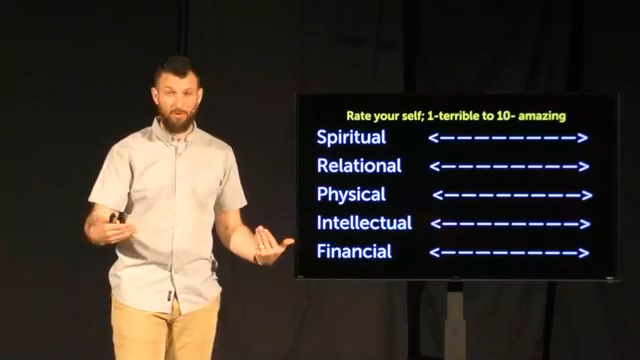 Rate your self; 1-terrible to 10- amazing
Spiritual <--------->
Relational <--------->
Physical <--------->
Intellectual <--------->
Financial <--------->